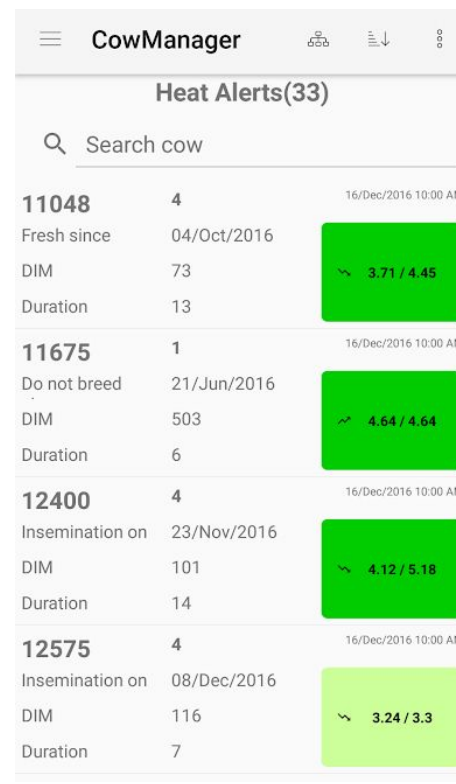 CowManager
Heat Alerts(33)
Search cow
11048 4 16/Dec/2016 10:00 AM
Fresh since 04/Oct/2016
DIM 73 3.71 / 4.45
Duration 13
11675 1 16/Dec/2016 10:00 AM
Do not breed 21/Jun/2016
DIM 503 4.64 / 4.64
Duration 6
12400 4 16/Dec/2016 10:00 AM
Insemination on 23/Nov/2016
DIM 101 4.12 / 5.18
Duration 14
12575 4 16/Dec/2016 10:00 AM
Insemination on 08/Dec/2016
DIM 116 3.24 / 3.3
Duration 7